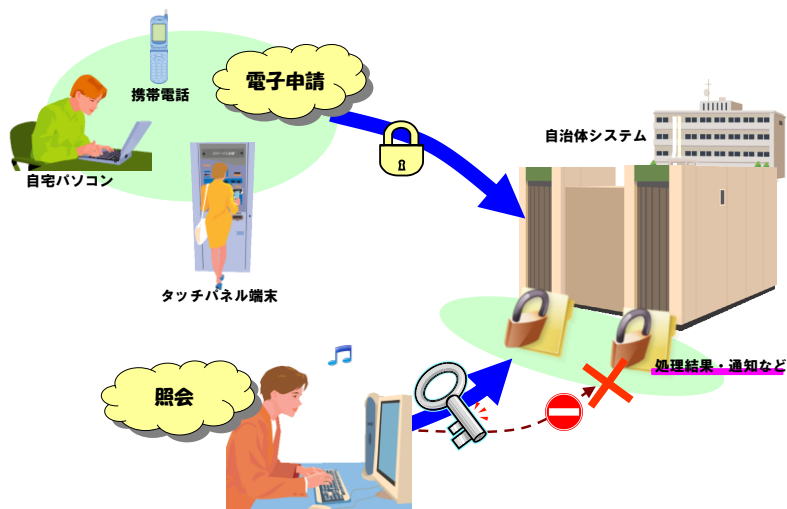 電子申請
携帯電話
自治体システム
自宅パソコン
タッチパネル端末
処理結果・通知など
照会